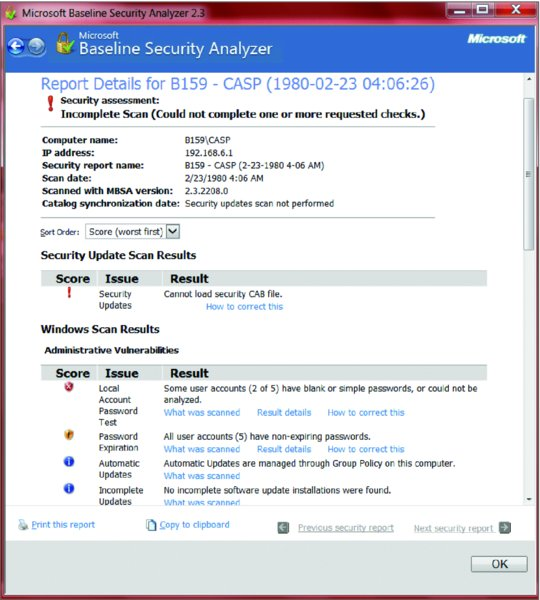 Microsoft Baseline Security Analyzer 2.3
Microsoft
Baseline Security Analyzer
Microsoft
Report Details for B159 - CASP (1980-02-23 04:06:26)
Security assessment:
Incomplete Scan (Could not complete one or more requested checks.)
Computer name: B159\CASP
IP address: 192.168.6.1
Security report name: B159 - CASP (2-23-1980 4-06 AM)
Scan date: 2/23/1980 4:06 AM
Scanned with MBSA version: 2.3.2208.0
Catalog synchronization date: Security updates scan not performed
Sort Order: Score (worst first)
Security Update Scan Results
Score Issue Result
Security Updates
Cannot load security CAB file.
How to correct this
Windows Scan Results
Administrative Vulnerabilities
Score Issue Result
Local Account Password Test
Some user accounts (2 of 5) have blank or simple passwords, or could not be analyzed.
What was scanned Result details How to correct this
Password Expiration
All user accounts (5) have non-expiring passwords.
What was scanned Result details How to correct this
Automatic Updates
Automatic Updates are managed through Group Policy on this computer.
What was scanned
Incomplete Updates
No incomplete software update installations were found.
What was scanned
Print this report
Copy to clipboard
Previous security report
Next security report
OK